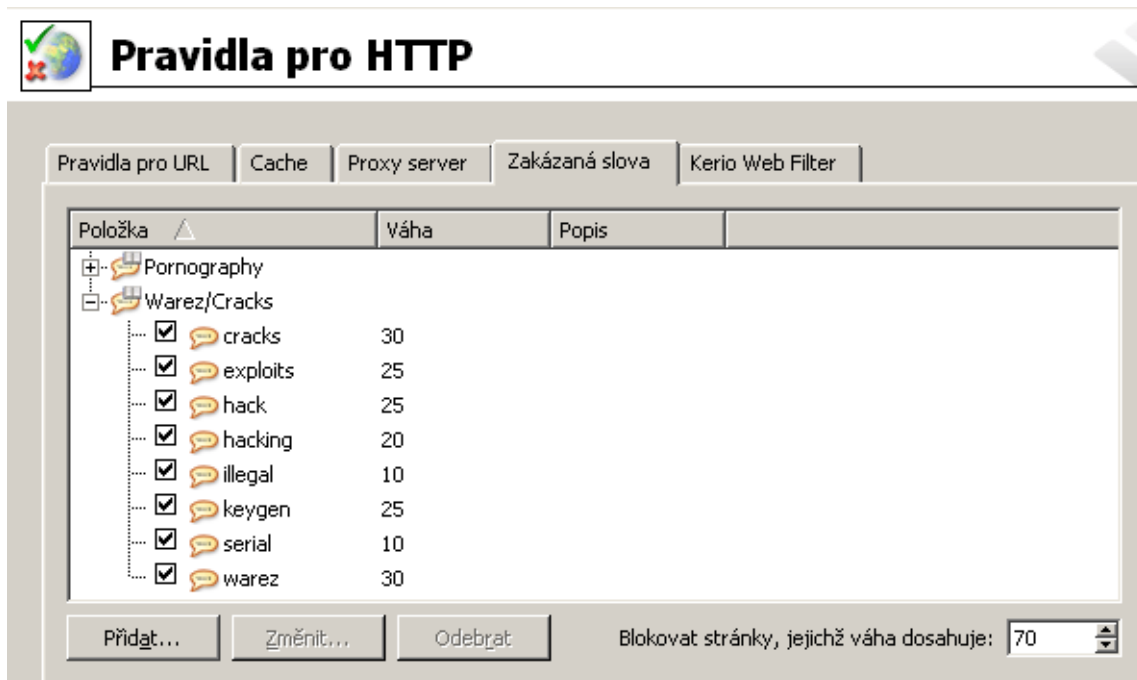 Pravidla pro HTTP
Pravidla pro URL Cache Proxy server Zakázaná slova Kerio Web Filter
Položka Váha Popis
Pornography
Warez/Cracks
cracks 30
exploits 25
hack 25
hacking 20
illegal 10
keygen 25
serial 10
warez 30
Přidat... Změnit... Odebrat Blokovat stránky, jejichž váha dosahuje: 70